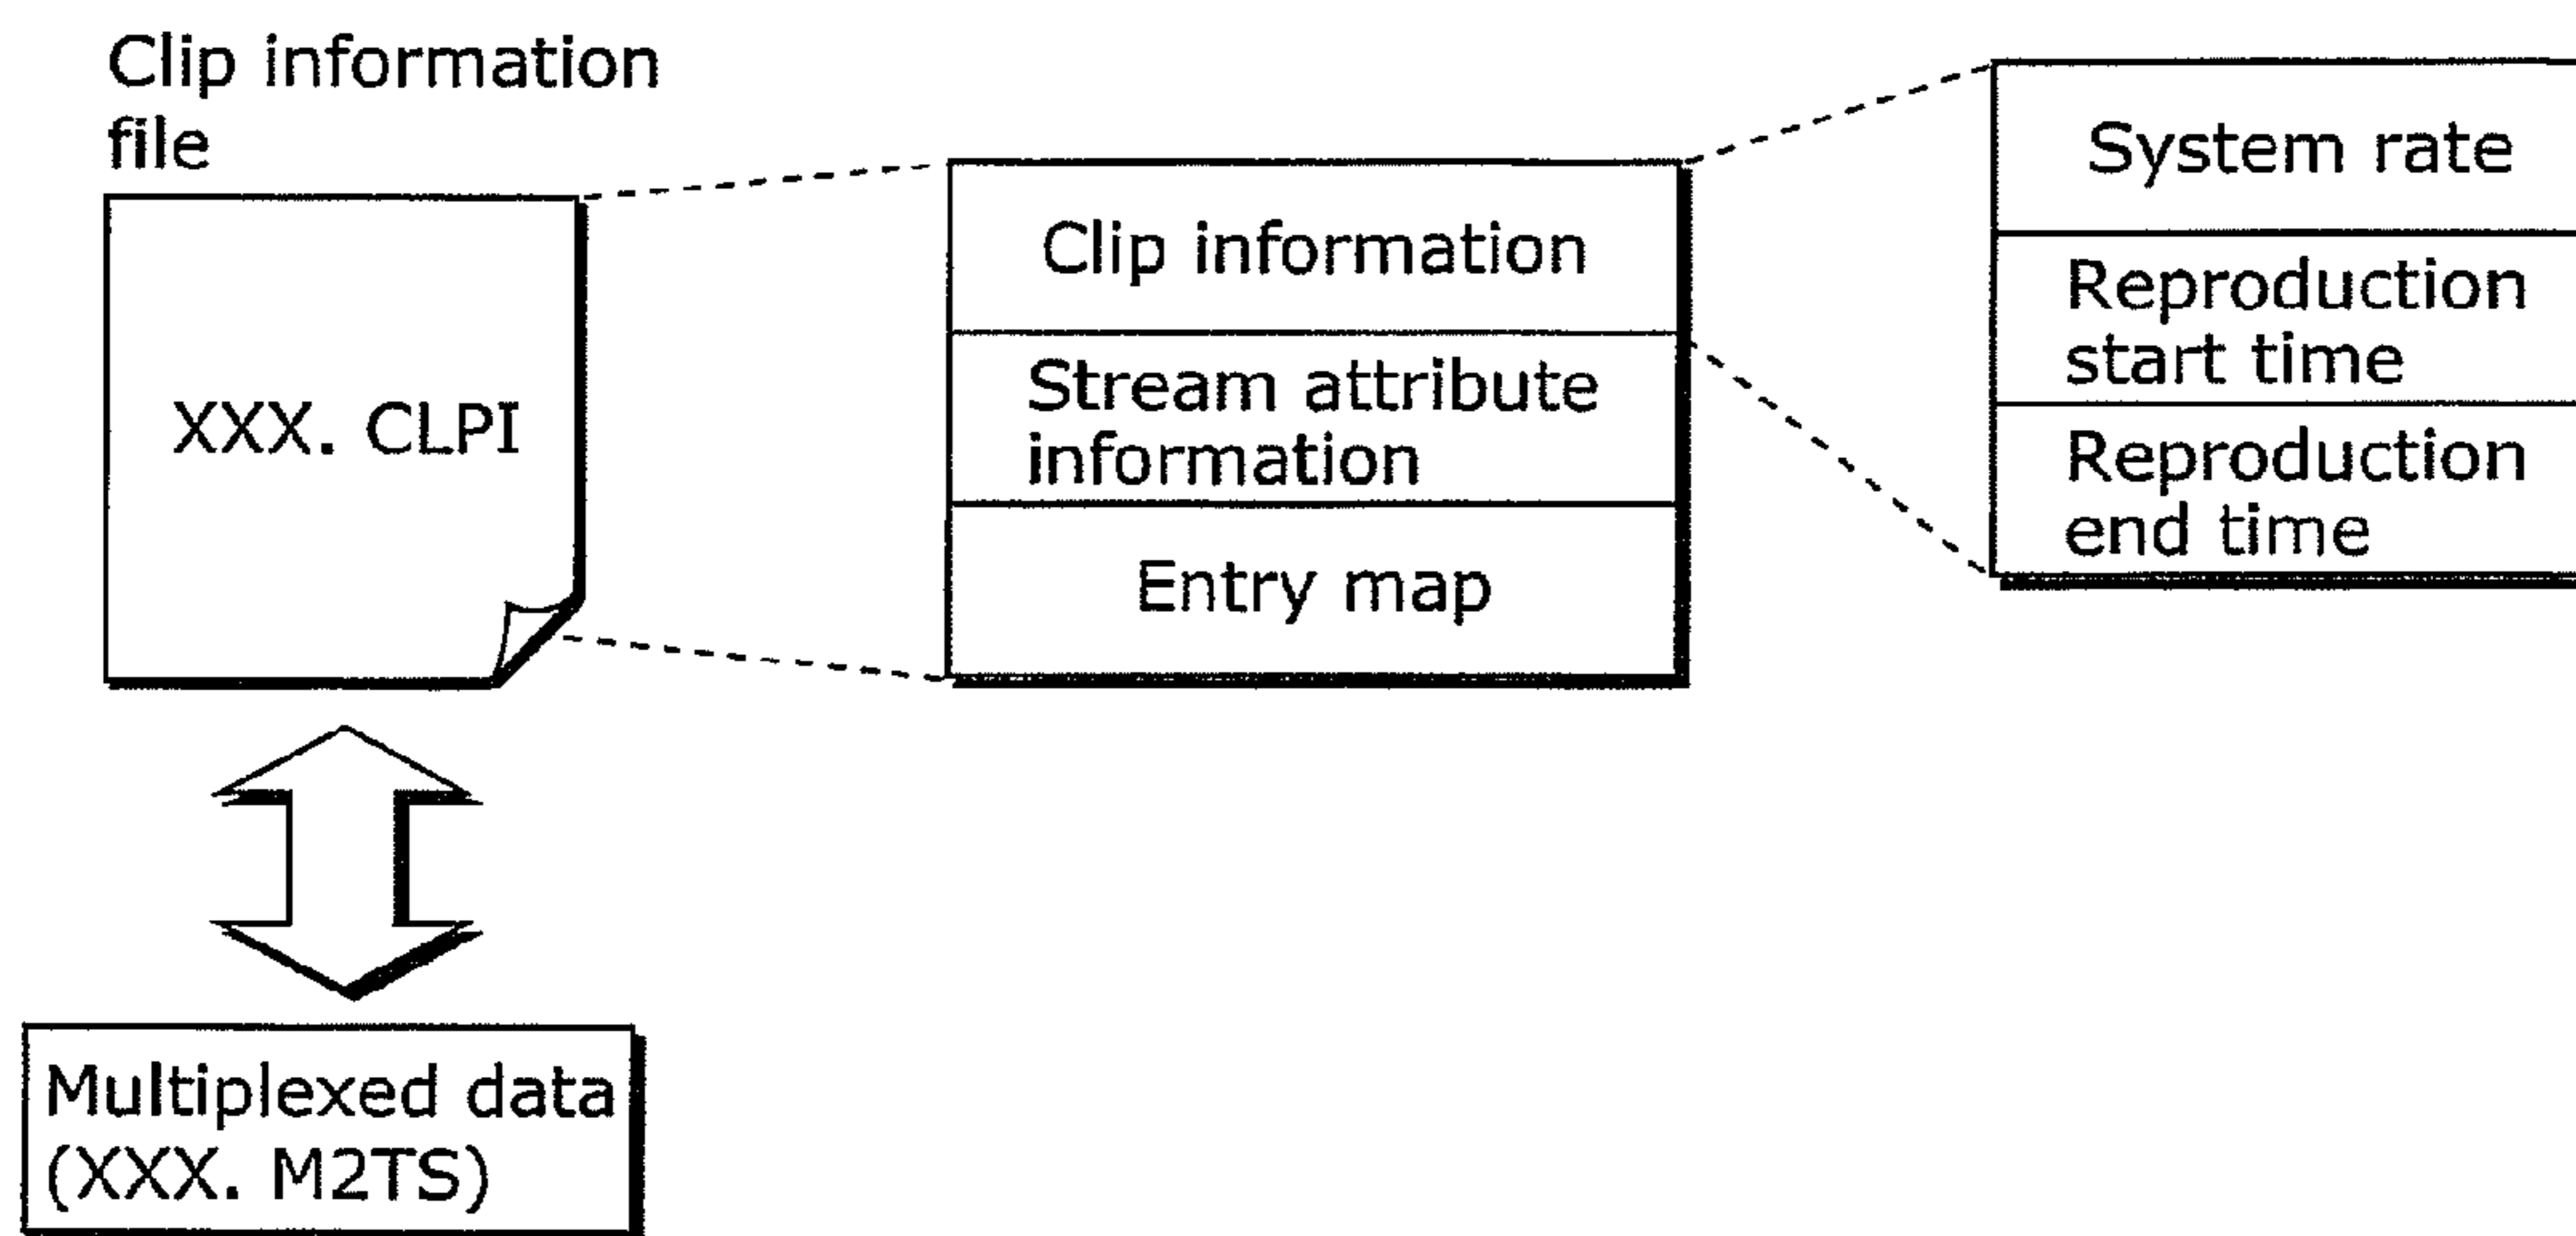 Clip information
file
XXX. CLPI
Multiplexed data
(XXX. M2TS)
Clip information
Stream attribute
information
Entry map
System rate
Reproduction
start time
Reproduction
end time